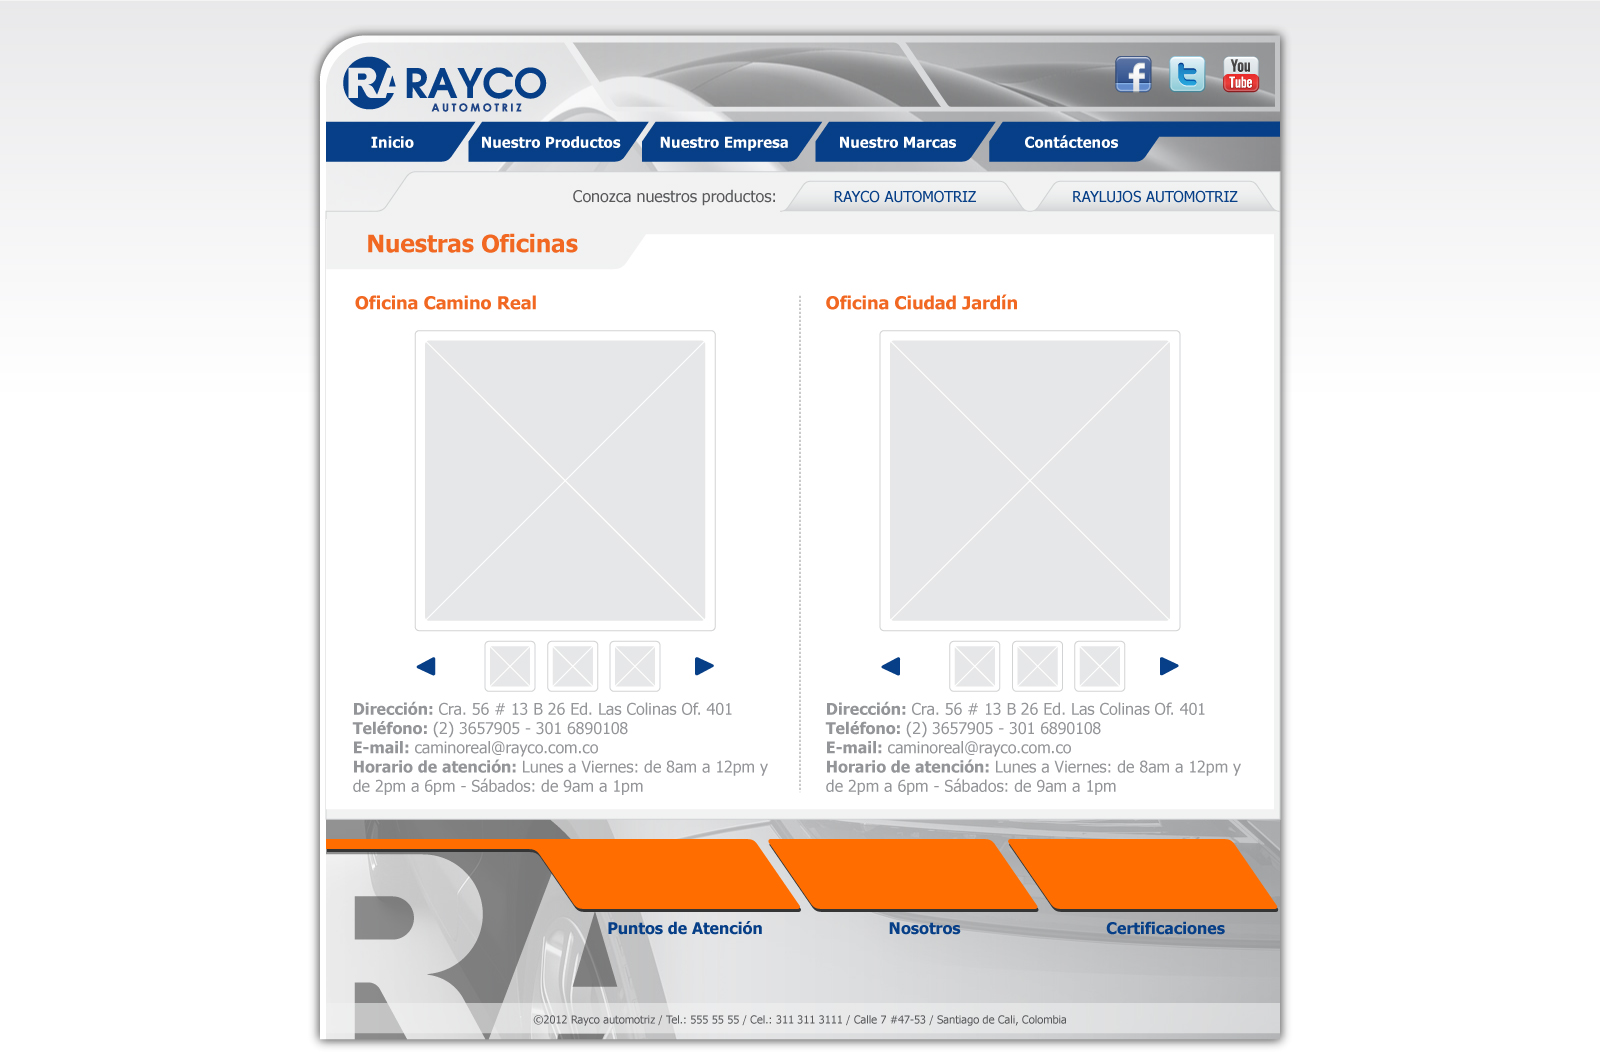 RA RAYCO
AUTOMOTRIZ
You
Tube
Inicio
Nuestro Productos
Nuestro Empresa
Nuestro Marcas
Contáctenos
Conozca nuestros productos:
RAYCO AUTOMOTRIZ
RAYLUJOS AUTOMOTRIZ
Nuestras Oficinas
Oficina Camino Real
Dirección: Cra. 56 # 13 B 26 Ed. Las Colinas Of. 401
Teléfono: (2) 3657905 - 301 6890108
E-mail: caminoreal@rayco.com.co
Horario de atención: Lunes a Viernes: de 8am a 12pm y
de 2pm a 6pm - Sábados: de 9am a 1pm
Oficina Ciudad Jardín
Dirección: Cra. 56 # 13 B 26 Ed. Las Colinas Of. 401
Teléfono: (2) 3657905 - 301 6890108
E-mail: caminoreal@rayco.com.co
Horario de atención: Lunes a Viernes: de 8am a 12pm y
de 2pm a 6pm - Sábados: de 9am a 1pm
RA
Puntos de Atención
Nosotros
Certificaciones
©2012 Rayco automotriz / Tel.: 555 55 55 / Cel.: 311 311 3111 / Calle 7 #47-53 / Santiago de Cali, Colombia